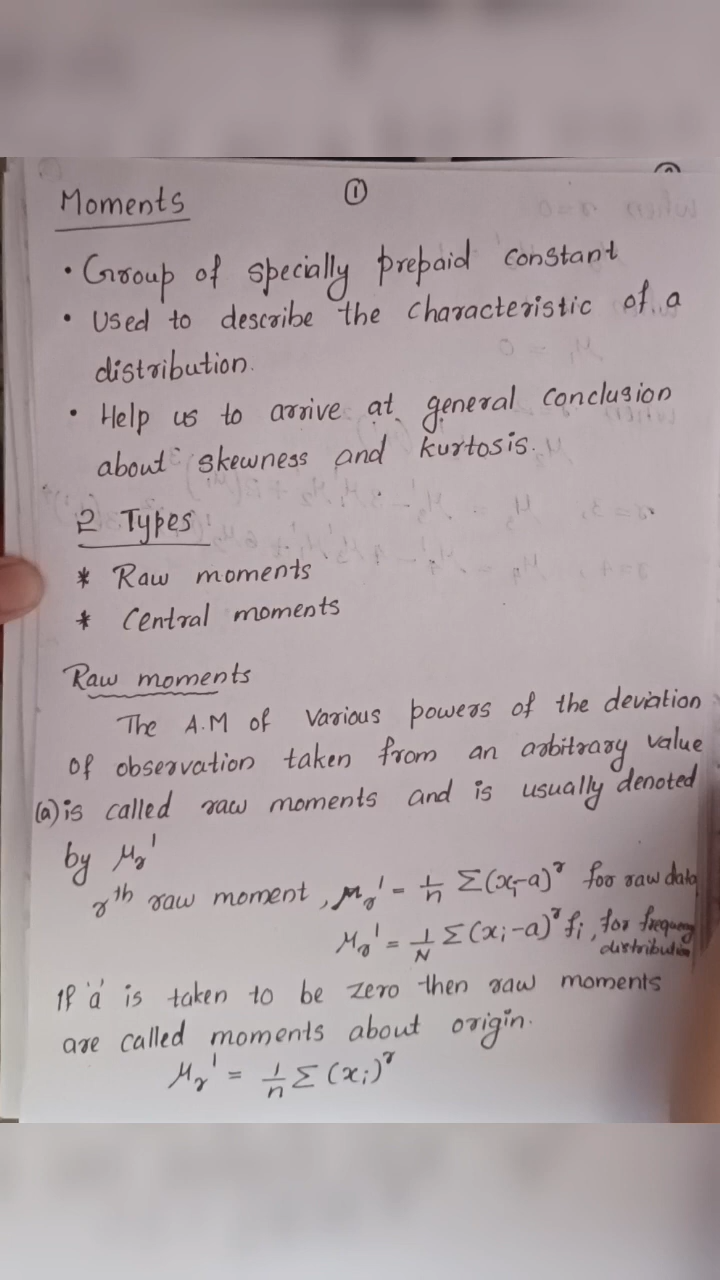 Moments ①
• Group of specially prepaid constant
• Used to describe the characteristic of a
distribution.
• Help us to arrive at general conclusion
about skewness and kurtosis.
2 Types
* Raw moments
* Central moments
Raw moments
The A.M of various powers of the deviation
of observation taken from an arbitrary value
(a) is called raw moments and is usually denoted
by μᵣ'
rᵗʰ raw moment, μᵣ' = 1/n Σ(xᵢ-a)ʳ for raw data
μᵣ' = 1/N Σ(xᵢ-a)ʳ fᵢ, for frequency
distribution
If 'a' is taken to be zero then raw moments
are called moments about origin.
μᵣ' = 1/n Σ(xᵢ)ʳ